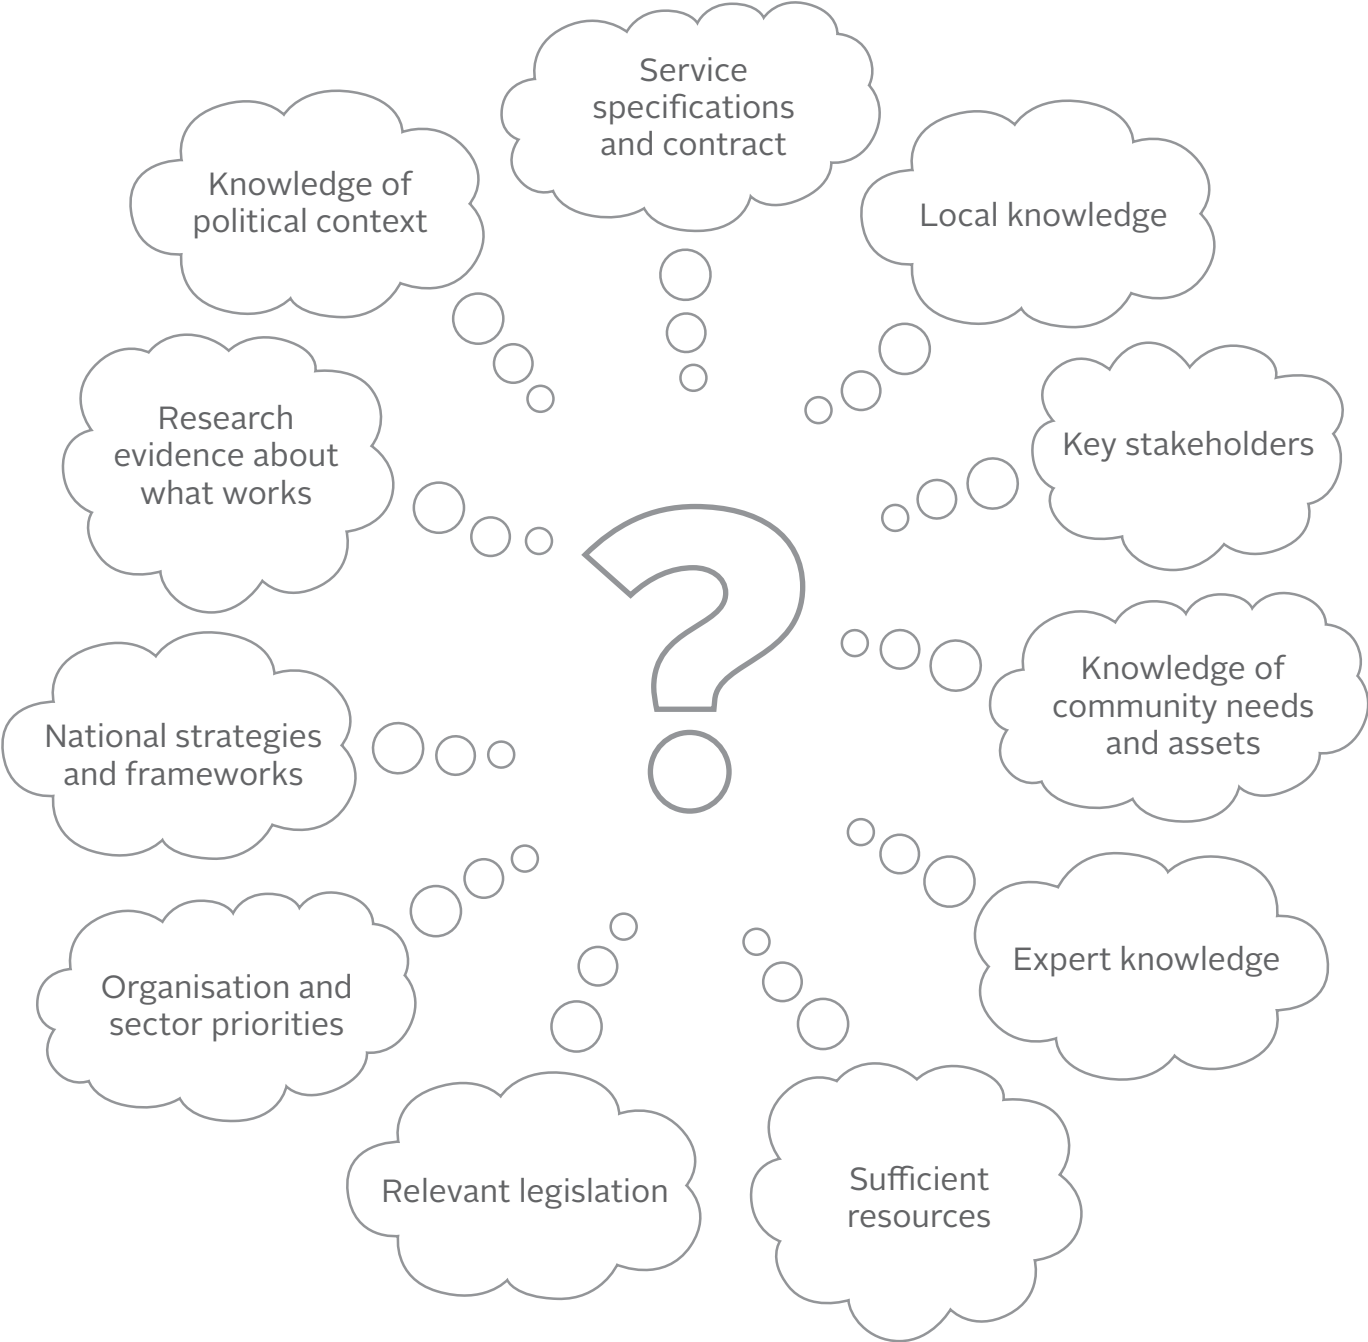 Service
specifications
and contract
Knowledge of
political context
Local knowledge
Research
evidence about
what works
Key stakeholders
National strategies
and frameworks
Knowledge of
community needs
and assets
Organisation and
sector priorities
Expert knowledge
Relevant legislation
Sufficient
resources
?